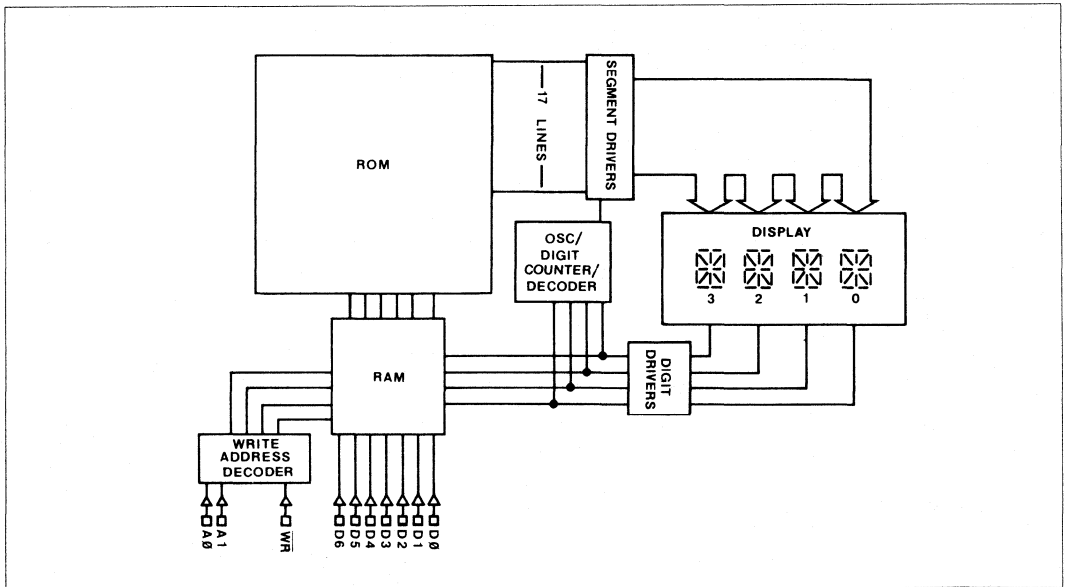 ROM
—17 LINES—
SEGMENT DRIVERS
OSC/
DIGIT
COUNTER/
DECODER
DISPLAY
3 2 1 0
RAM
DIGIT
DRIVERS
WRITE
ADDRESS
DECODER
AØ A1 W̅R̅ D6 D5 D4 D3 D2 D1 DØ